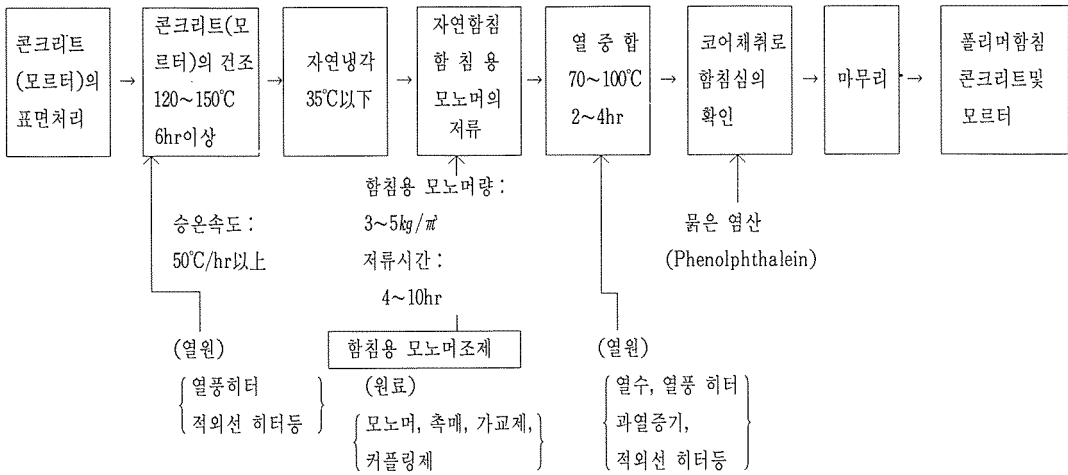 콘크리트
(모르터)의
표면처리
→
콘크리트(모
르터)의 건조
120~150℃
6hr이상
→
자연냉각
35℃以下
→
자연함침
함 침 용
모노머의
저류
→
열 중 합
70~100℃
2~4hr
→
코어채취로
함침심의
확인
→
마무리
→
폴리머함침
콘크리트및
모르터
승온속도:
50℃/hr以上
(열원)
열풍히터
적외선 히터등
함침용 모노머량:
3~5kg/㎡
저류시간:
4~10hr
함침용 모노머조제
(원료)
모노머, 촉매, 가교제,
커플링제
(열원)
열수, 열풍 히터
과열증기,
적외선 히터등
묽은 염산
(Phenolphthalein)